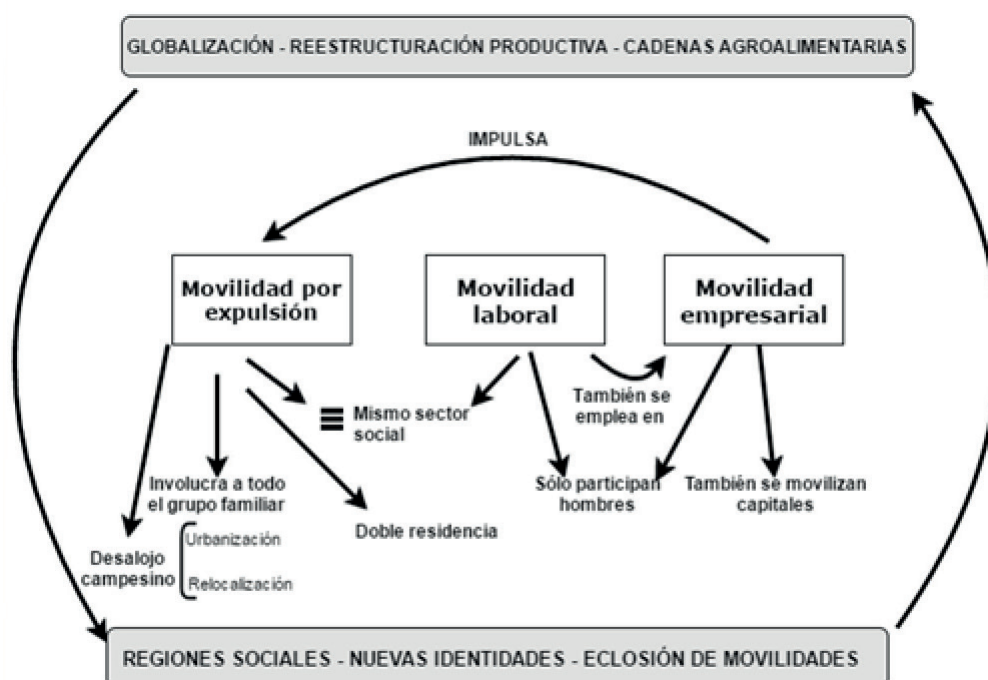 GLOBALIZACIÓN - REESTRUCTURACIÓN PRODUCTIVA - CADENAS AGROALIMENTARIAS
IMPULSA
Movilidad por
expulsión
Movilidad
laboral
Movilidad
empresarial
Mismo sector
social
También se
emplea en
Involucra a todo
el grupo familiar
Sólo participan
hombres
También se movilizan
capitales
Doble residencia
Desalojo
campesino
Urbanización
Relocalización
REGIONES SOCIALES - NUEVAS IDENTIDADES - ECLOSIÓN DE MOVILIDADES